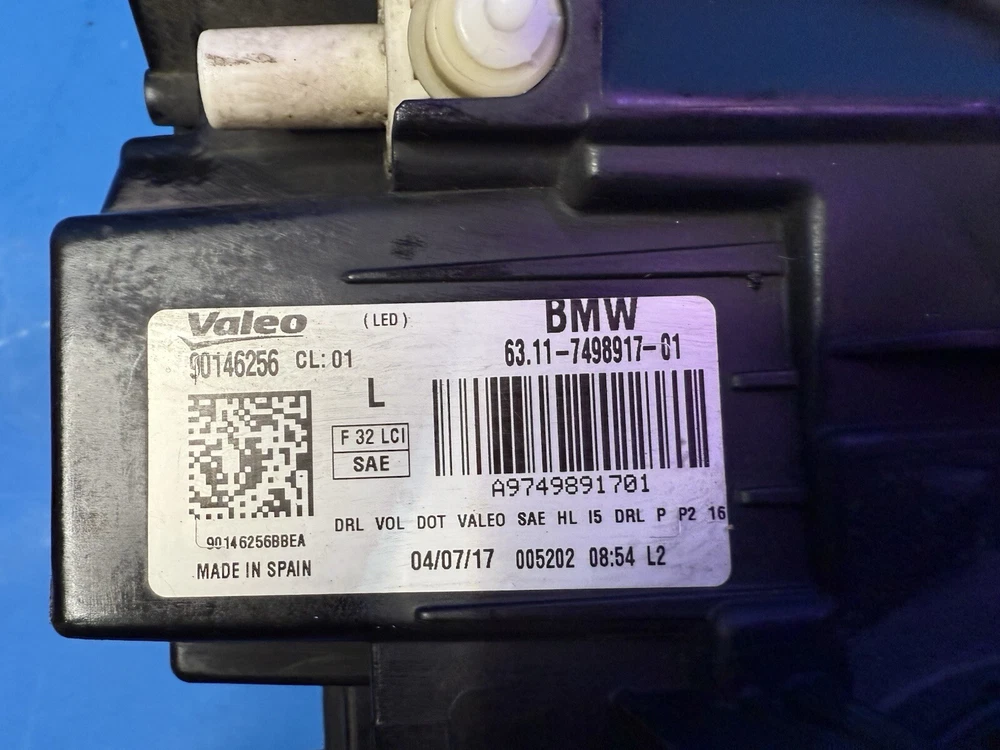 Valeo (LED) BMW
90146256 CL: 01 63.11-7498917-01
L
F 32 LCI
SAE
A9749891701
DRL VOL DOT VALEO SAE HL I5 DRL P P2 16
90146256BBEA
MADE IN SPAIN 04/07/17 005202 08:54 L2